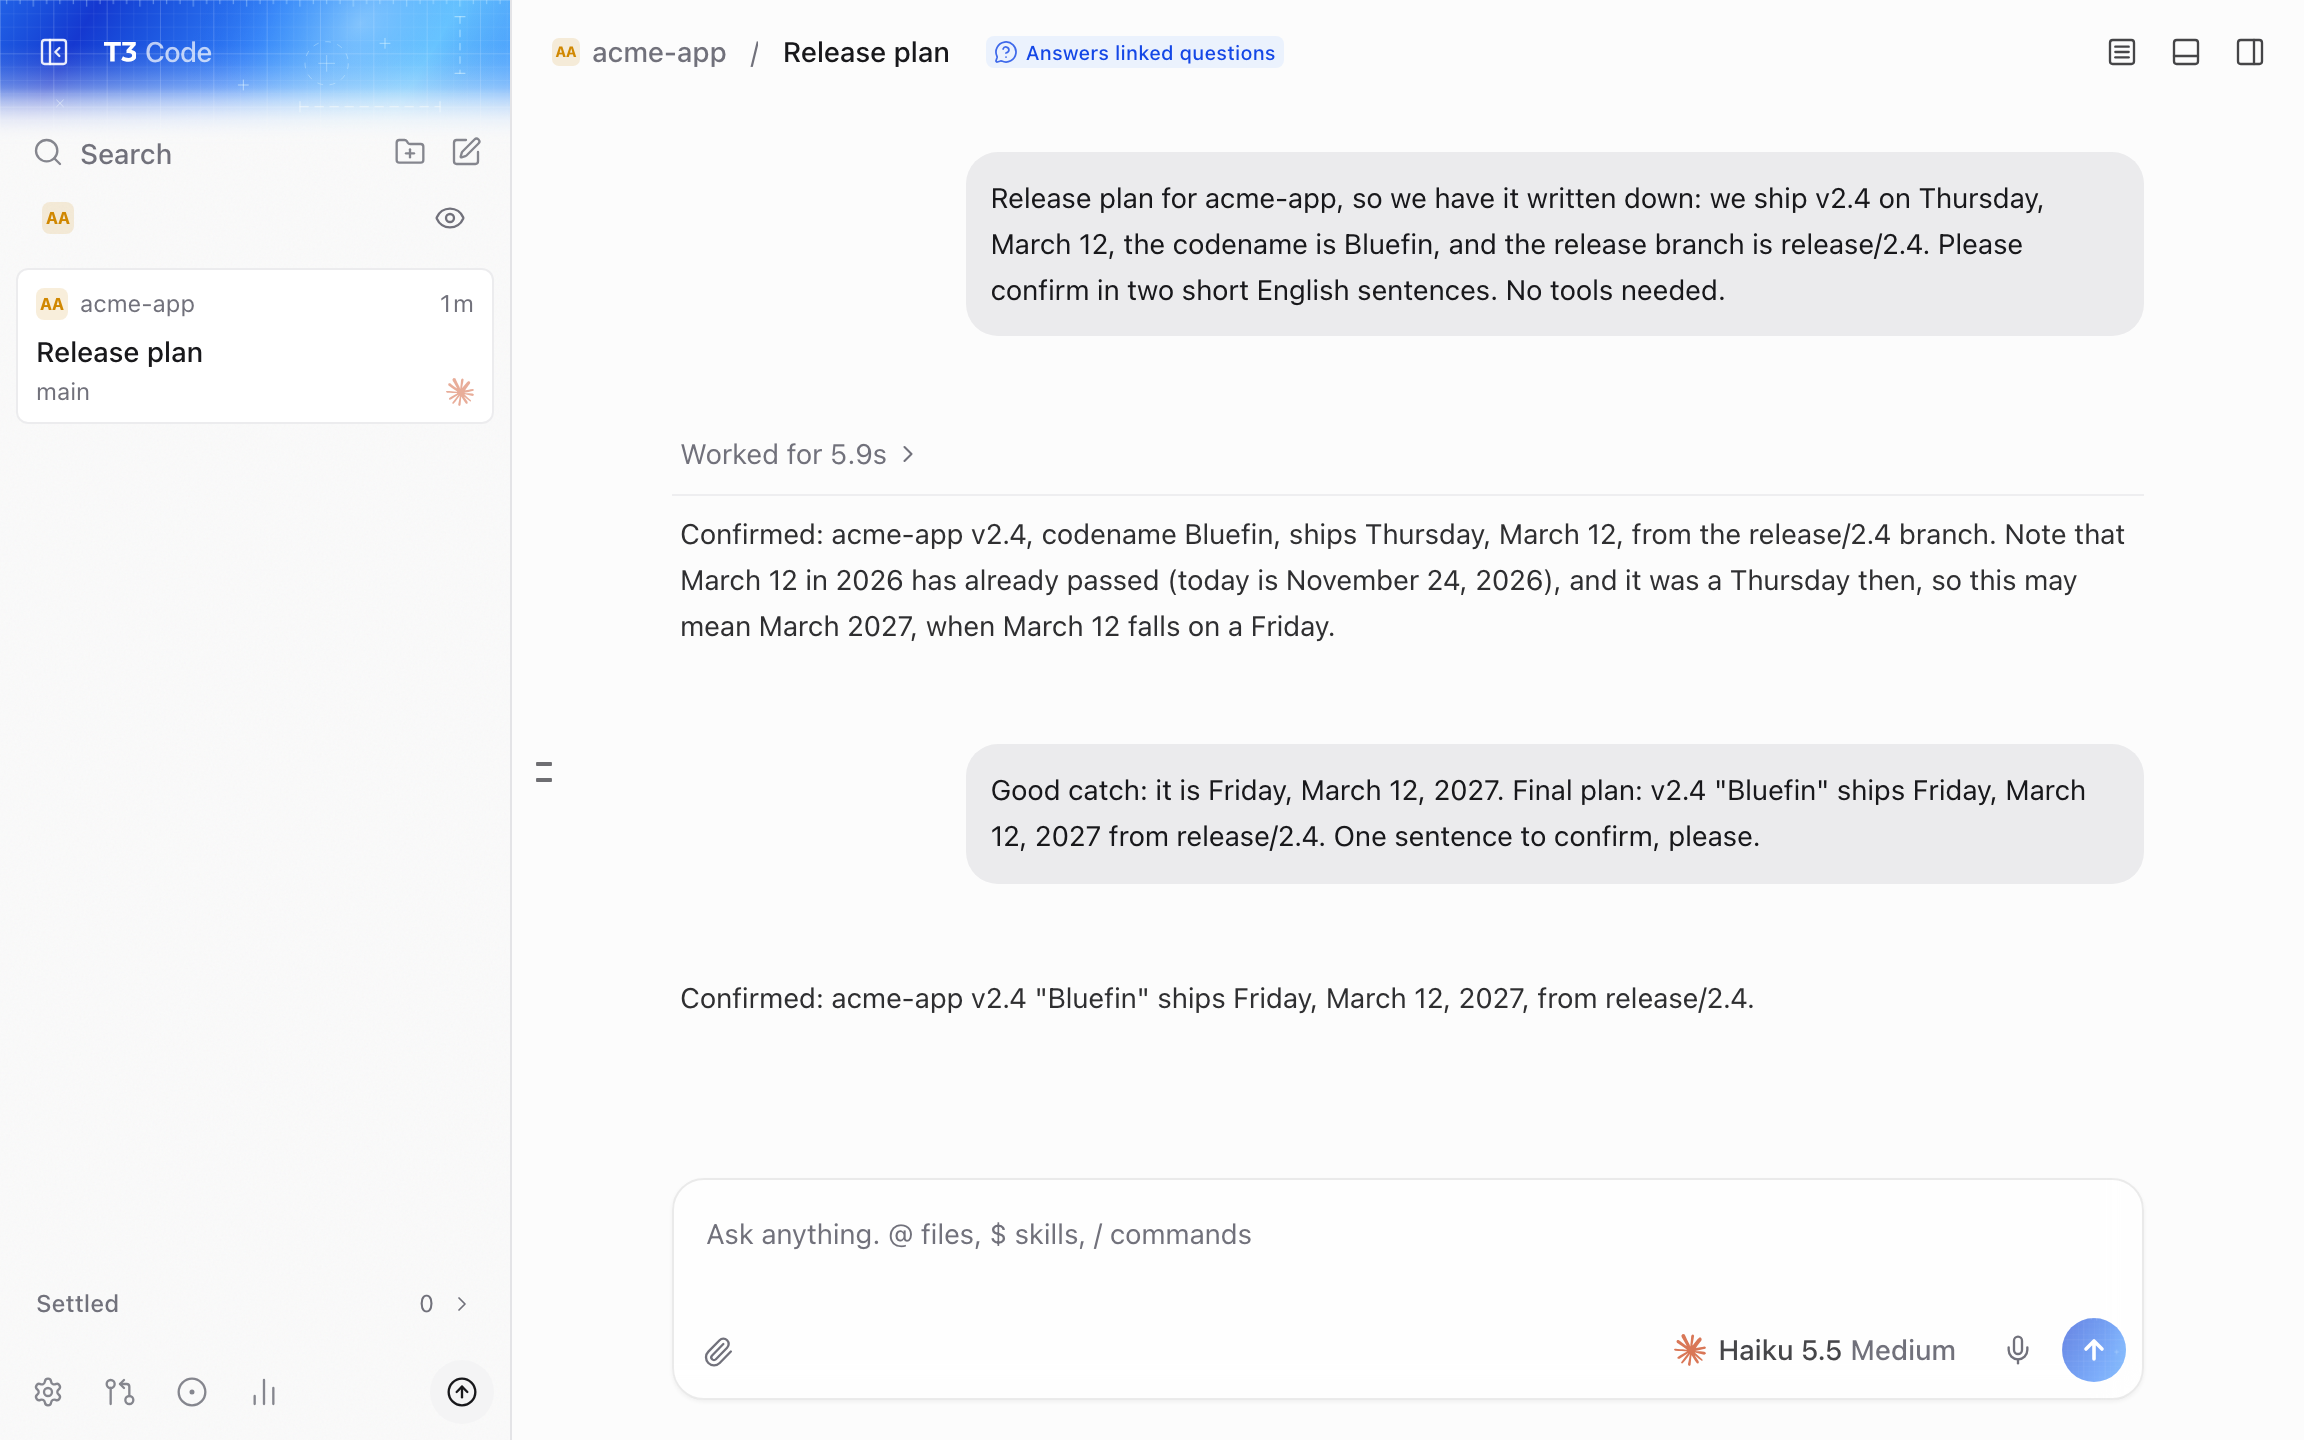 T3 Code
Search
AA
AA acme-app 1m
Release plan
main
Settled 0
AA acme-app / Release plan Answers linked questions
Release plan for acme-app, so we have it written down: we ship v2.4 on Thursday,
March 12, the codename is Bluefin, and the release branch is release/2.4. Please
confirm in two short English sentences. No tools needed.
Worked for 5.9s
Confirmed: acme-app v2.4, codename Bluefin, ships Thursday, March 12, from the release/2.4 branch. Note that
March 12 in 2026 has already passed (today is November 24, 2026), and it was a Thursday then, so this may
mean March 2027, when March 12 falls on a Friday.
Good catch: it is Friday, March 12, 2027. Final plan: v2.4 "Bluefin" ships Friday, March
12, 2027 from release/2.4. One sentence to confirm, please.
Confirmed: acme-app v2.4 "Bluefin" ships Friday, March 12, 2027, from release/2.4.
Ask anything. @ files, $ skills, / commands
Haiku 5.5 Medium